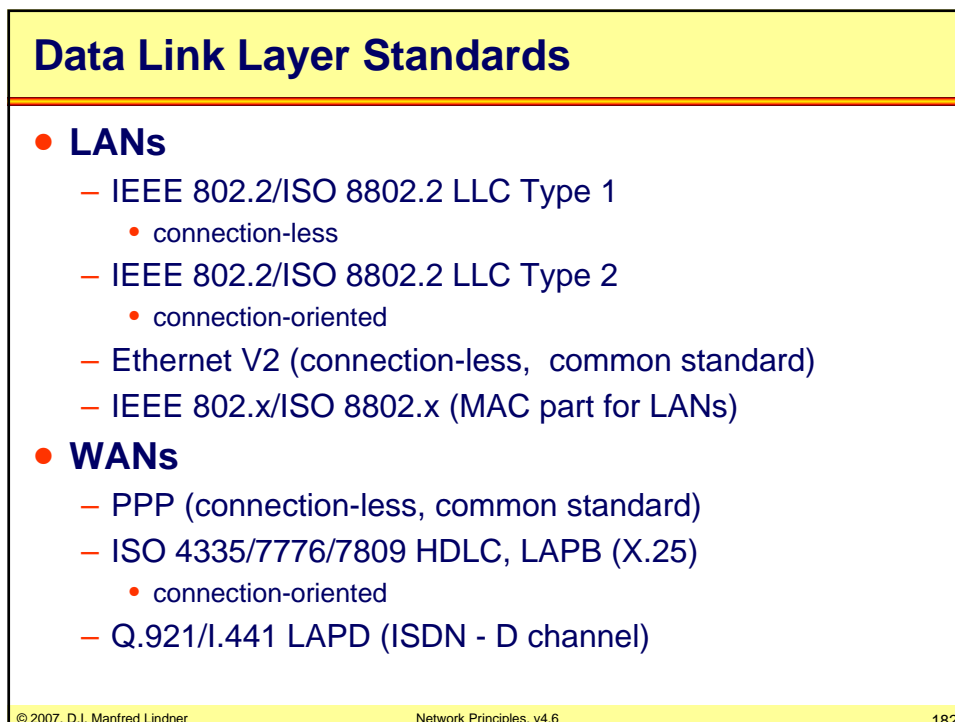 Data Link Layer Standards
• LANs
– IEEE 802.2/ISO 8802.2 LLC Type 1
• connection-less
– IEEE 802.2/ISO 8802.2 LLC Type 2
• connection-oriented
– Ethernet V2 (connection-less, common standard)
– IEEE 802.x/ISO 8802.x (MAC part for LANs)
• WANs
– PPP (connection-less, common standard)
– ISO 4335/7776/7809 HDLC, LAPB (X.25)
• connection-oriented
– Q.921/I.441 LAPD (ISDN - D channel)
© 2007, D.I. Manfred Lindner Network Principles, v4.6 182